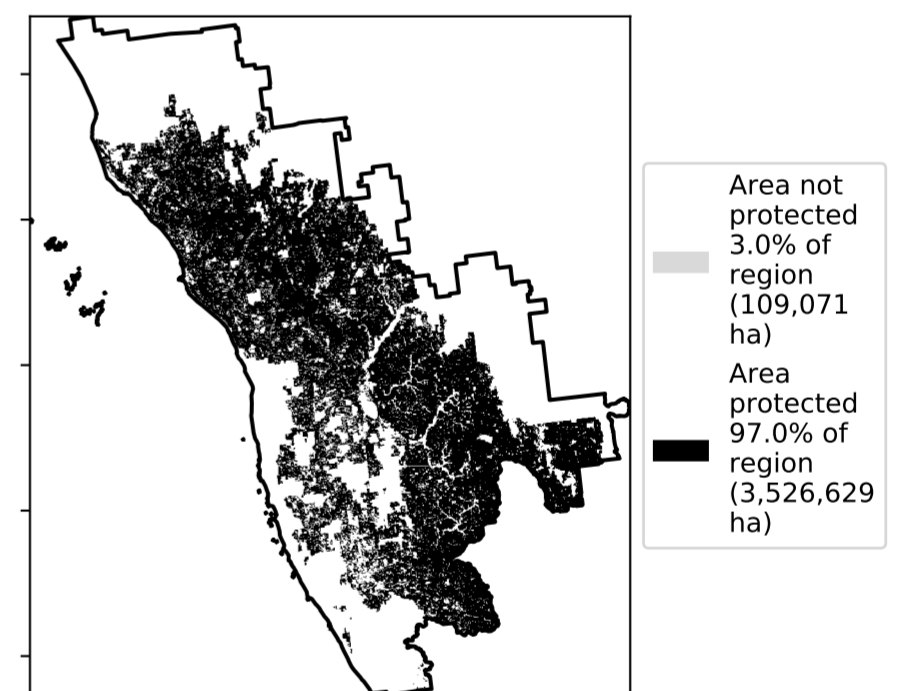 Area not
protected
3.0% of
region
(109,071
ha)
Area
protected
97.0% of
region
(3,526,629
ha)